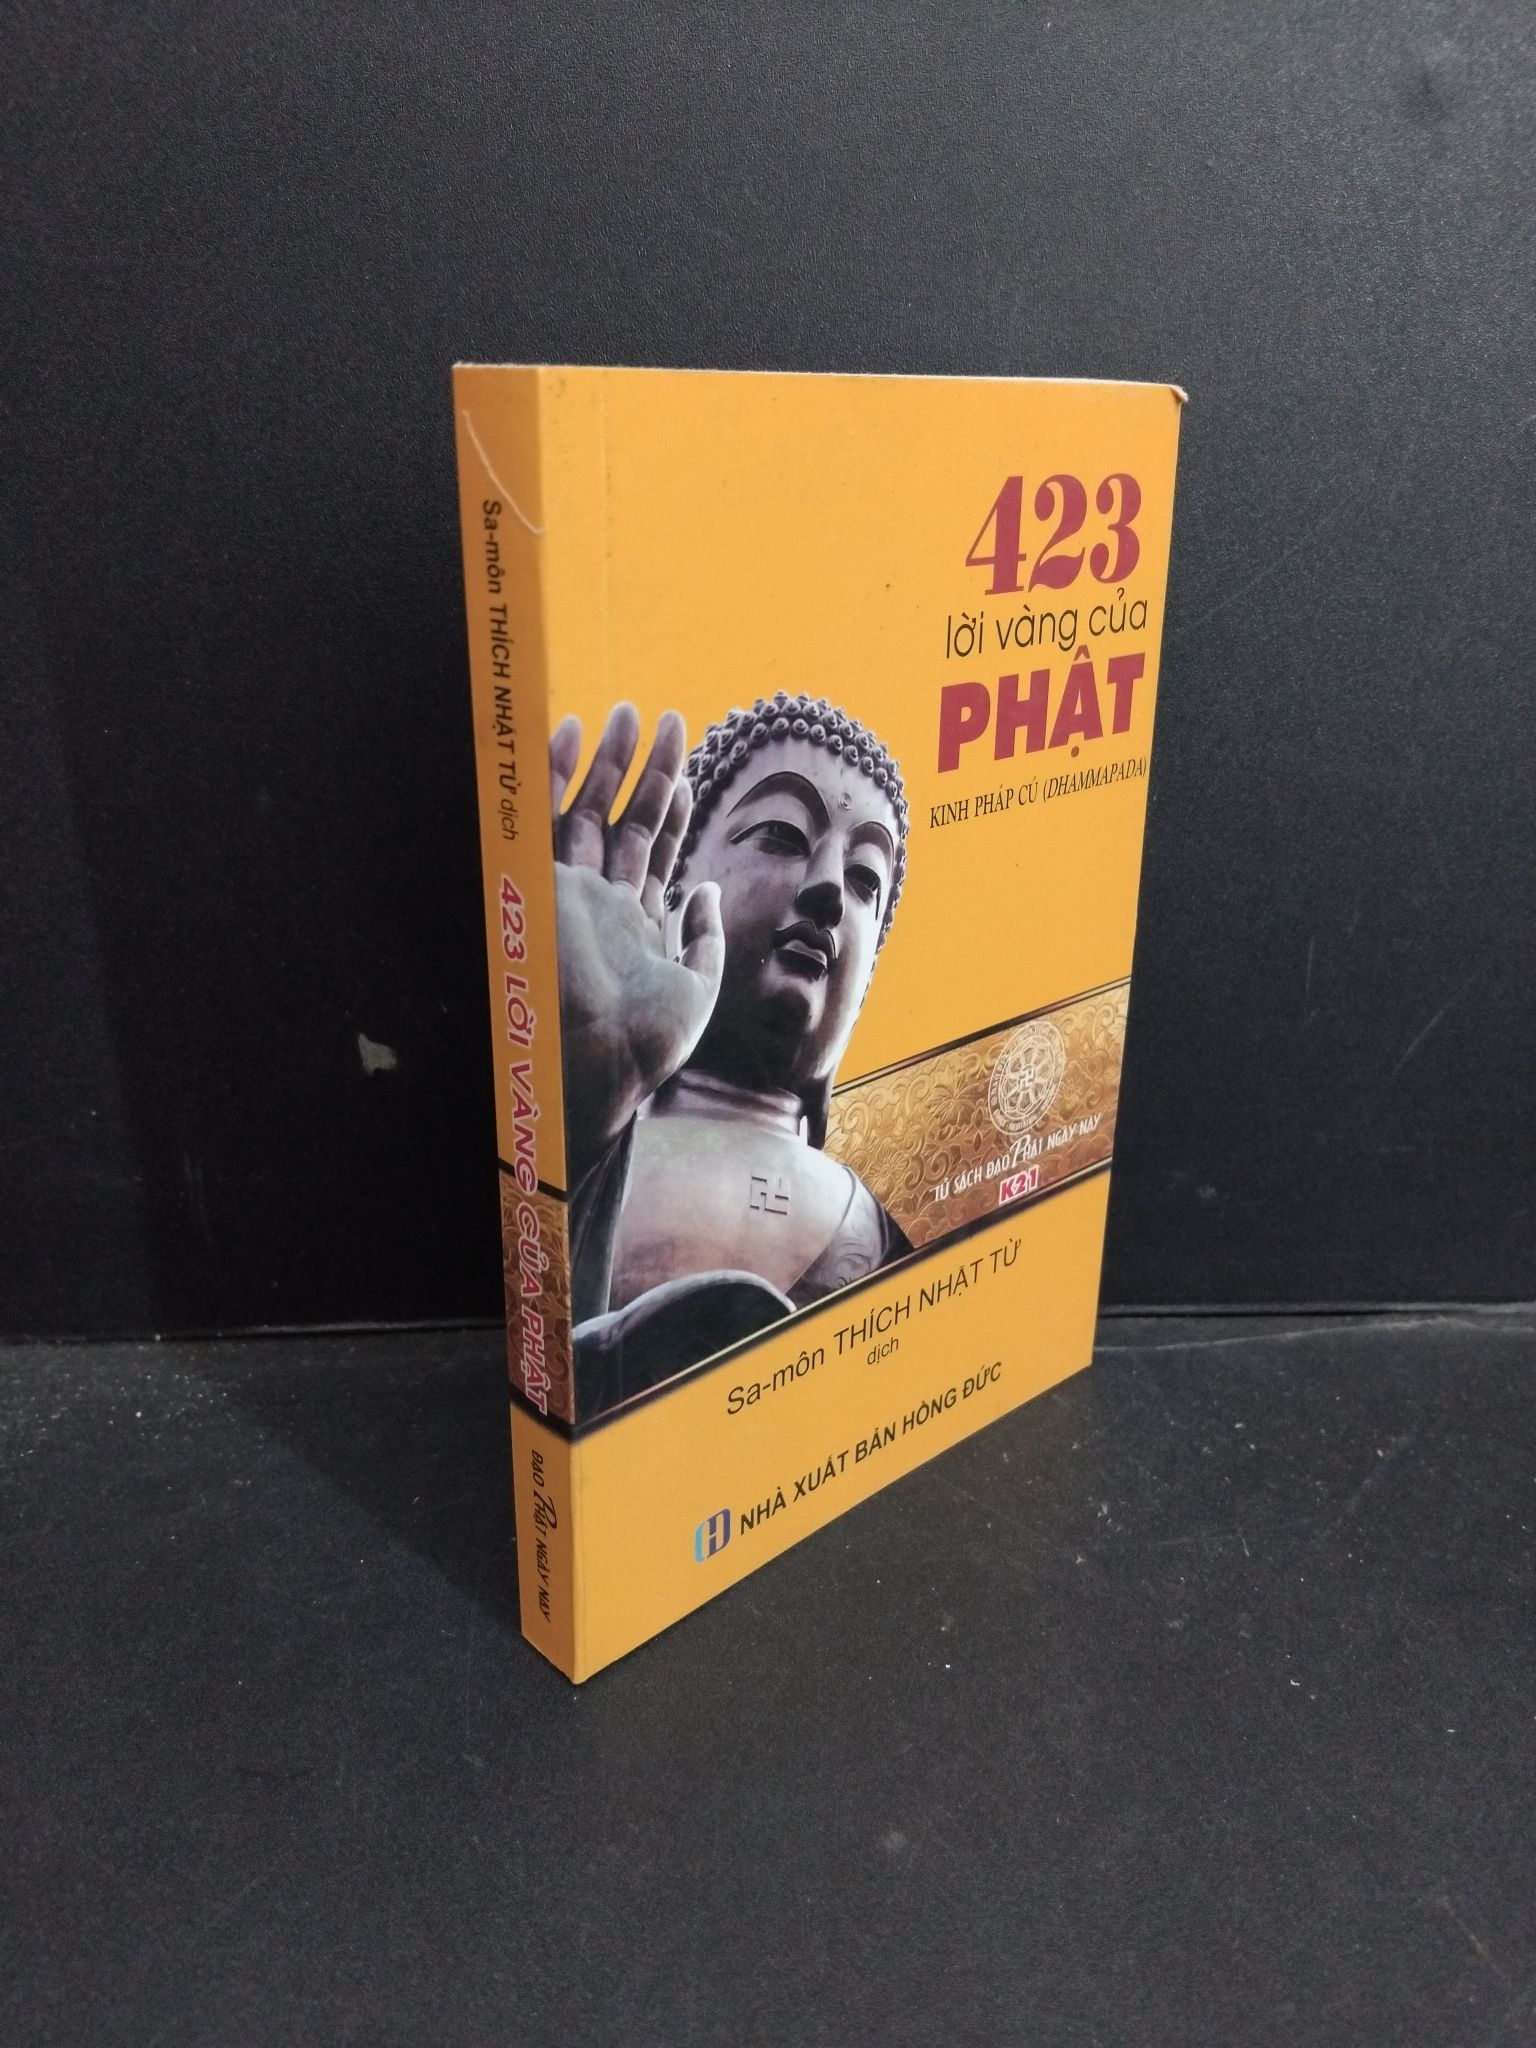 Sa-môn THÍCH NHẬT TỪ dịch
423 LỜI VÀNG CỦA PHẬT
ĐẠO PHẬT NGÀY NAY
423
lời vàng của
PHẬT
KINH PHÁP CÚ (DHAMMAPADA)
TỦ SÁCH ĐẠO PHẬT NGÀY NAY
K21
Sa-môn THÍCH NHẬT TỪ
dịch
NHÀ XUẤT BẢN HỒNG ĐỨC